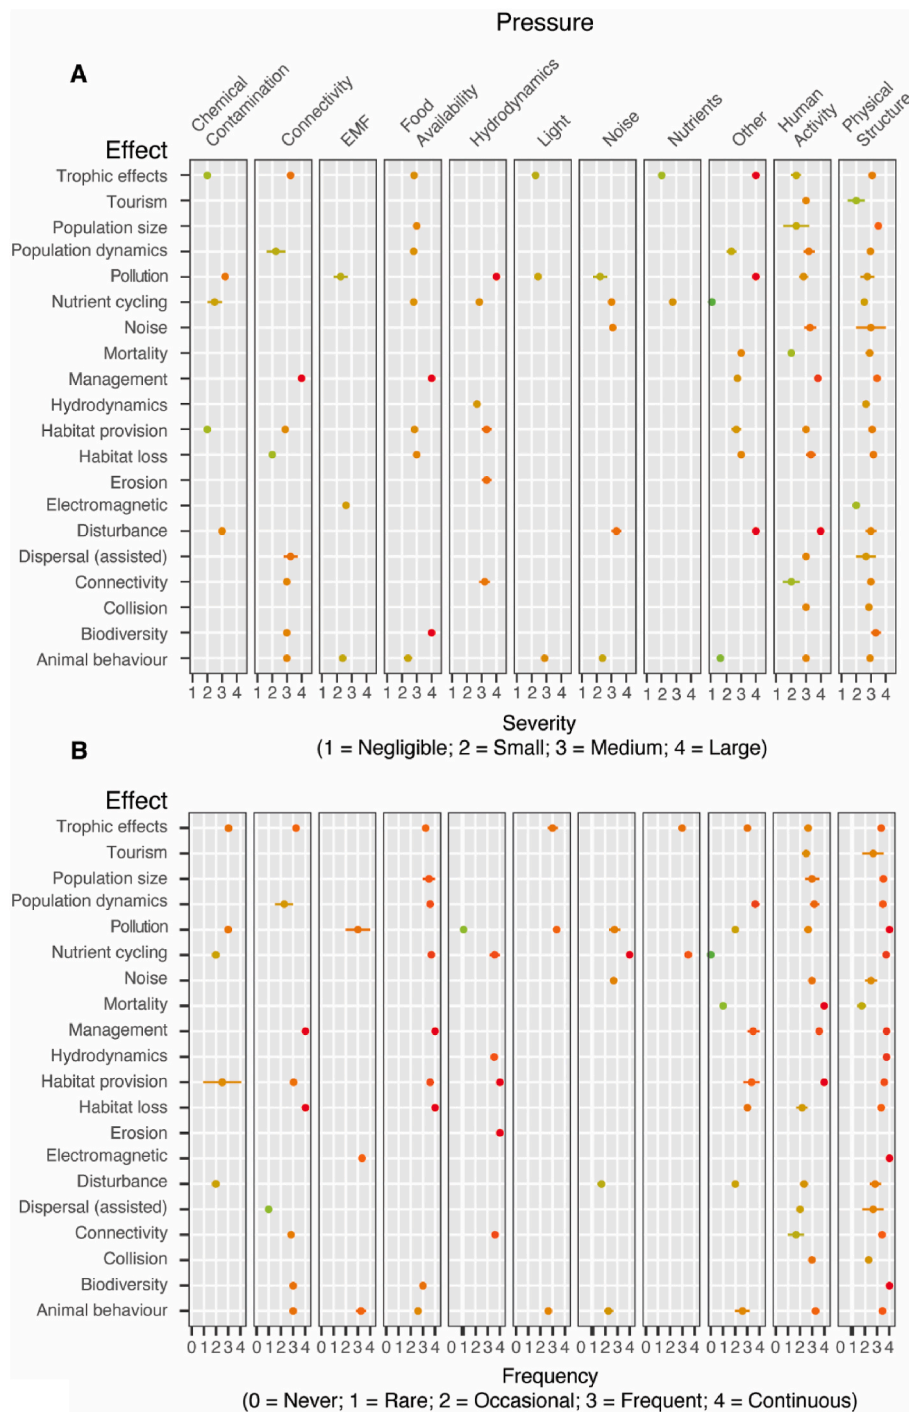 Pressure
A
Chemical
Contamination
Connectivity
EMF
Food
Availability
Hydrodynamics
Light
Noise
Nutrients
Other
Human
Activity
Physical
Structure
Effect
Trophic effects
Tourism
Population size
Population dynamics
Pollution
Nutrient cycling
Noise
Mortality
Management
Hydrodynamics
Habitat provision
Habitat loss
Erosion
Electromagnetic
Disturbance
Dispersal (assisted)
Connectivity
Collision
Biodiversity
Animal behaviour
1 2 3 4 1 2 3 4 1 2 3 4 1 2 3 4 1 2 3 4 1 2 3 4 1 2 3 4 1 2 3 4 1 2 3 4 1 2 3 4 1 2 3 4
Severity
(1 = Negligible; 2 = Small; 3 = Medium; 4 = Large)
B
Effect
Trophic effects
Tourism
Population size
Population dynamics
Pollution
Nutrient cycling
Noise
Mortality
Management
Hydrodynamics
Habitat provision
Habitat loss
Erosion
Electromagnetic
Disturbance
Dispersal (assisted)
Connectivity
Collision
Biodiversity
Animal behaviour
0 1 2 3 4 0 1 2 3 4 0 1 2 3 4 0 1 2 3 4 0 1 2 3 4 0 1 2 3 4 0 1 2 3 4 0 1 2 3 4 0 1 2 3 4 0 1 2 3 4 0 1 2 3 4
Frequency
(0 = Never; 1 = Rare; 2 = Occasional; 3 = Frequent; 4 = Continuous)